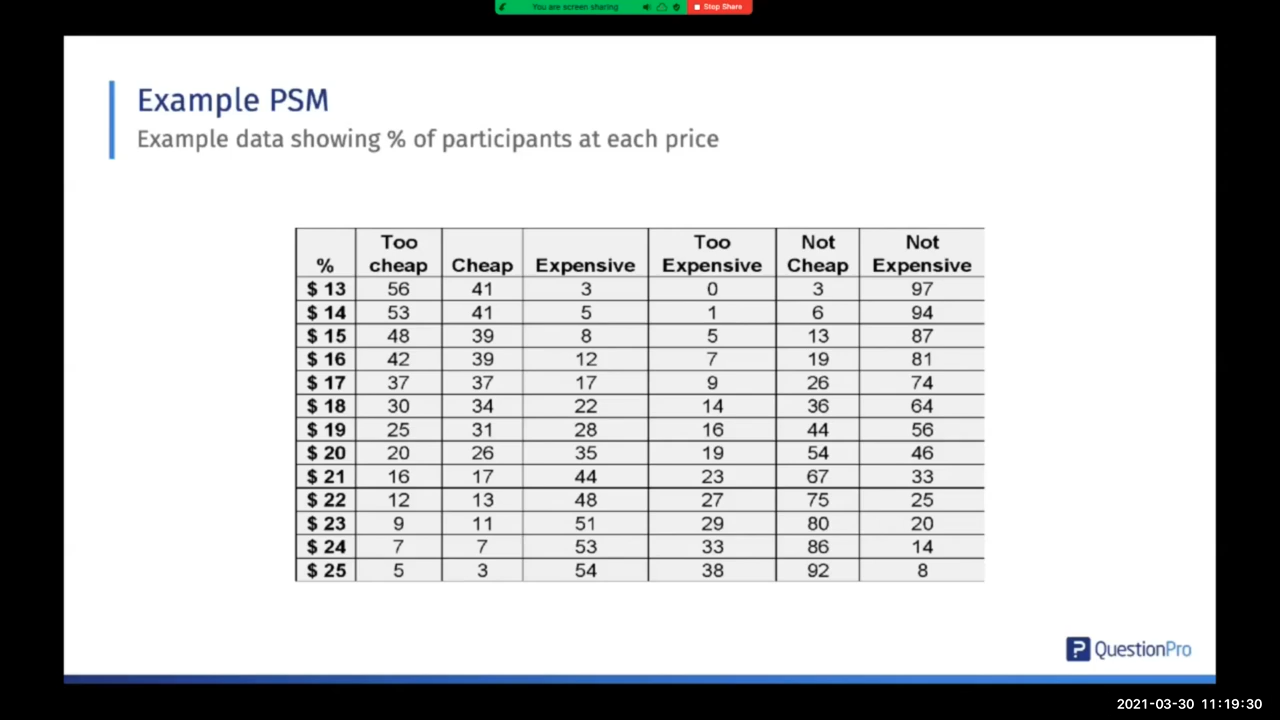 You are screen sharing Stop Share
Example PSM
Example data showing % of participants at each price
% Too cheap Cheap Expensive Too Expensive Not Cheap Not Expensive
$ 13 56 41 3 0 3 97
$ 14 53 41 5 1 6 94
$ 15 48 39 8 5 13 87
$ 16 42 39 12 7 19 81
$ 17 37 37 17 9 26 74
$ 18 30 34 22 14 36 64
$ 19 25 31 28 16 44 56
$ 20 20 26 35 19 54 46
$ 21 16 17 44 23 67 33
$ 22 12 13 48 27 75 25
$ 23 9 11 51 29 80 20
$ 24 7 7 53 33 86 14
$ 25 5 3 54 38 92 8
QuestionPro
2021-03-30 11:19:30